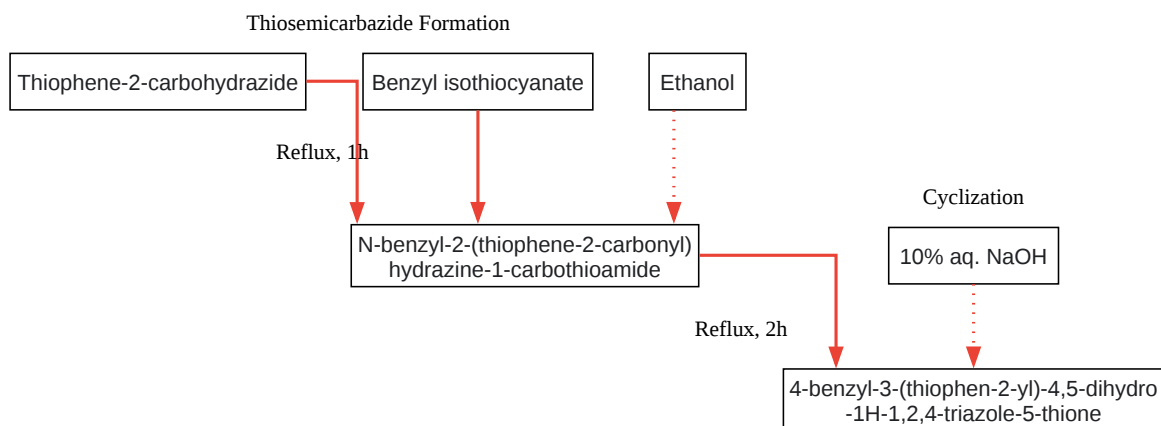 Thiosemicarbazide Formation
Thiophene-2-carbohydrazide
Benzyl isothiocyanate
Ethanol
Reflux, 1h
Cyclization
N-benzyl-2-(thiophene-2-carbonyl)
hydrazine-1-carbothioamide
10% aq. NaOH
Reflux, 2h
4-benzyl-3-(thiophen-2-yl)-4,5-dihydro
-1H-1,2,4-triazole-5-thione